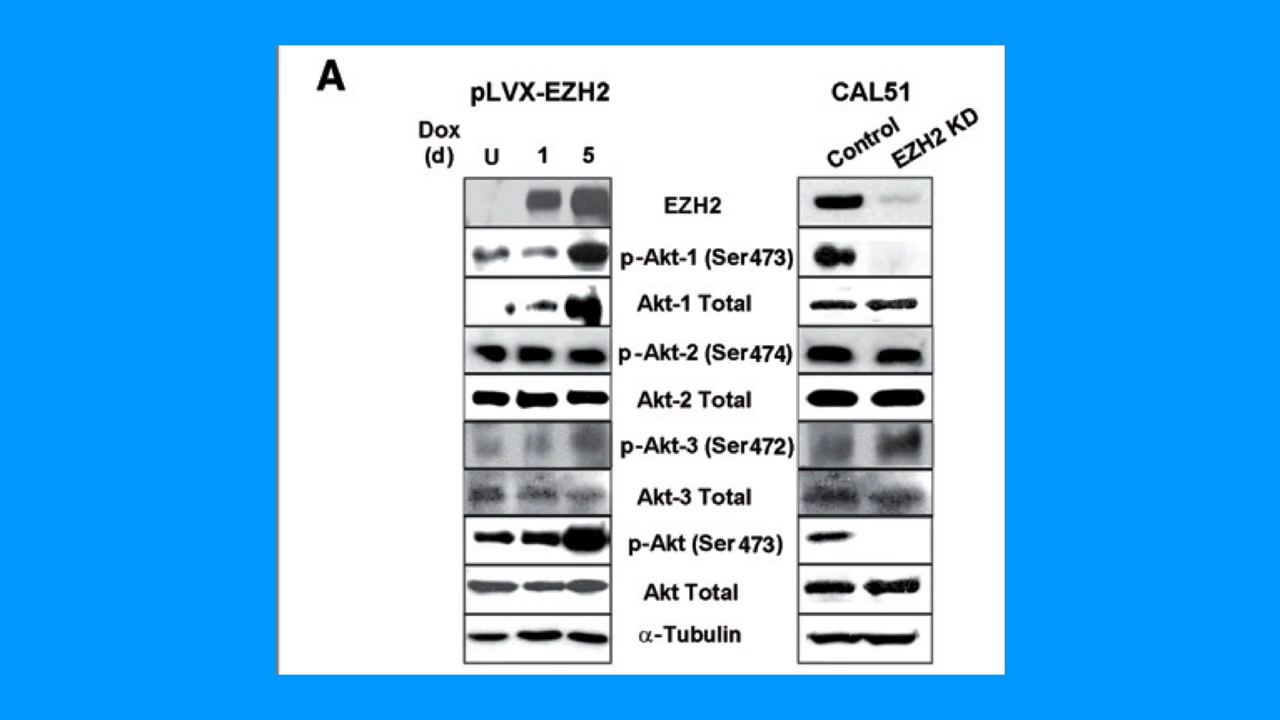 A
pLVX-EZH2
CAL51
Dox
(d)
U 1 5
Control
EZH2 KD
EZH2
p-Akt-1 (Ser473)
Akt-1 Total
p-Akt-2 (Ser474)
Akt-2 Total
p-Akt-3 (Ser472)
Akt-3 Total
p-Akt (Ser473)
Akt Total
α-Tubulin